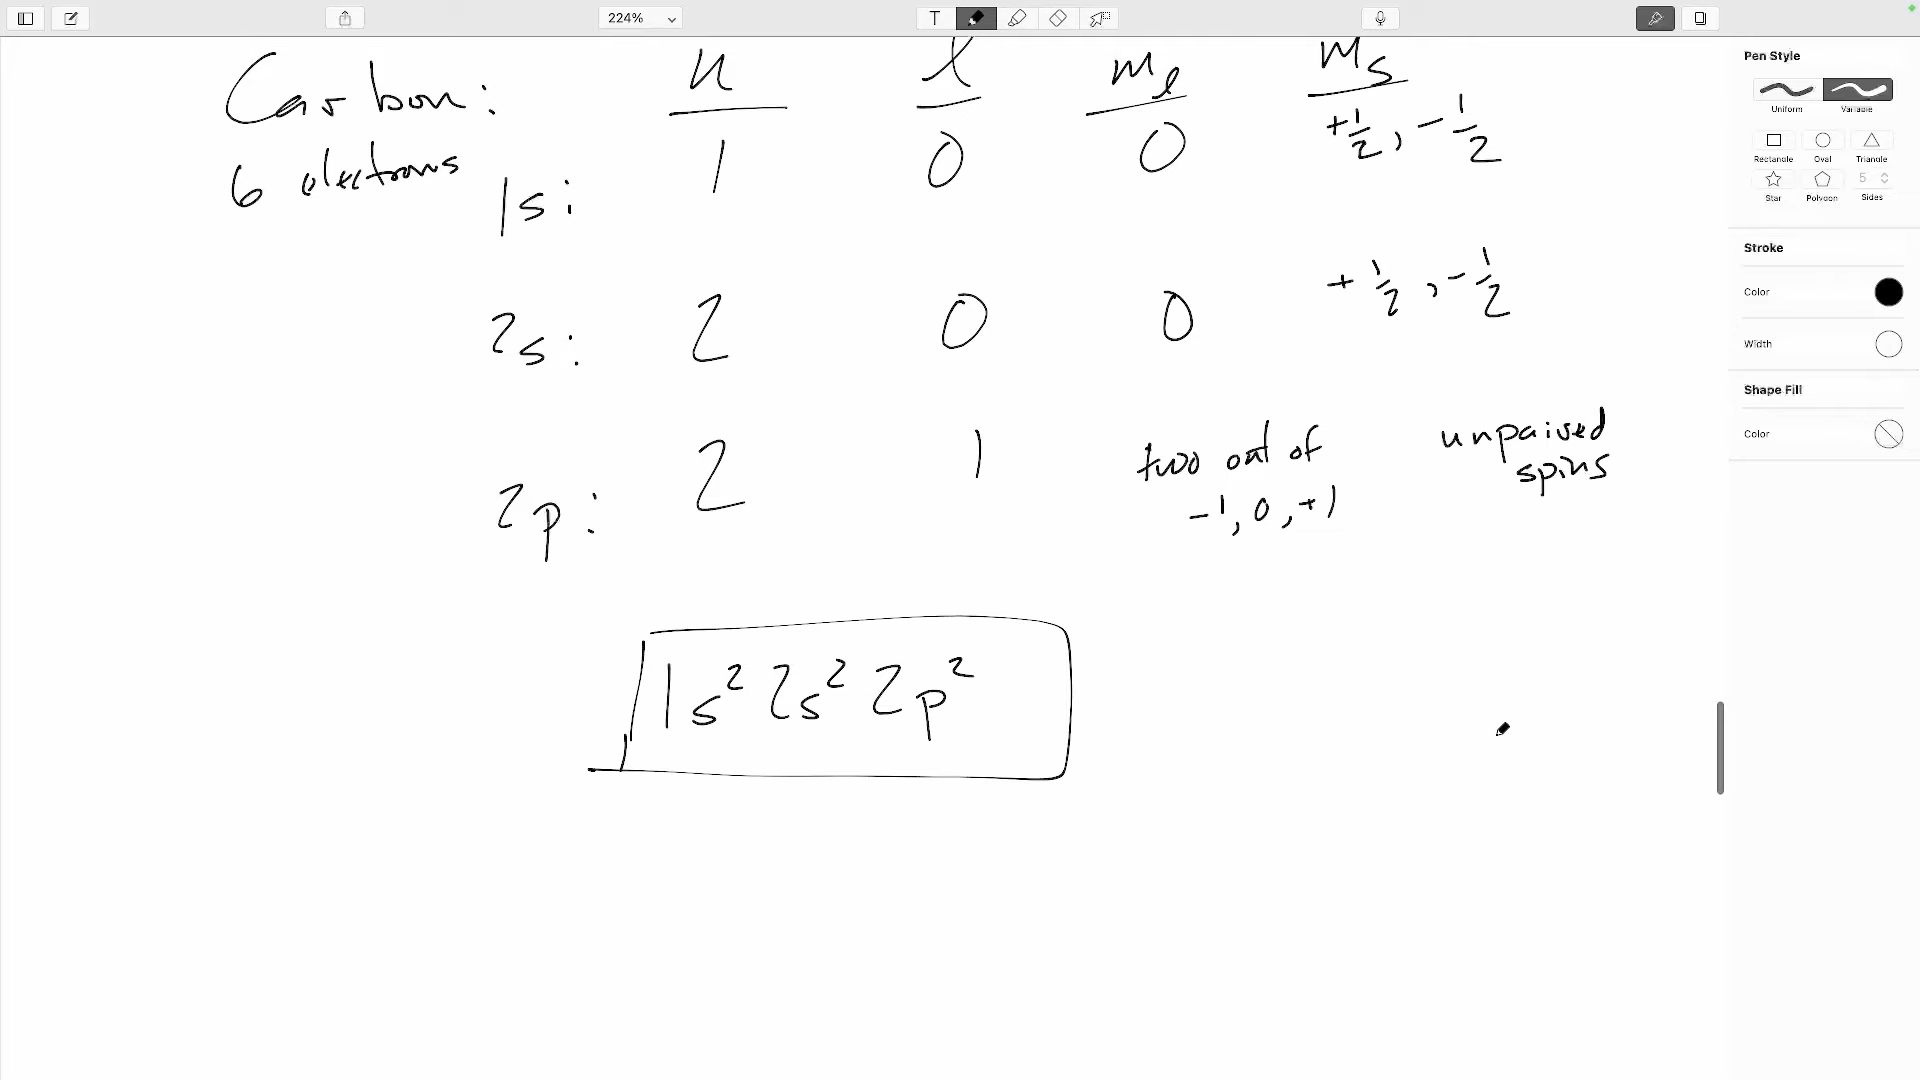 224%
T
Carbon: n l mₗ mₛ
6 electrons
1s: 1 0 0 +1/2, -1/2
2s: 2 0 0 +1/2, -1/2
2p: 2 1 two out of -1, 0, +1 unpaired spins
1s² 2s² 2p²
Pen Style
Uniform Variable
Rectangle Oval Triangle
5
Star Polygon Sides
Stroke
Color
Width
Shape Fill
Color